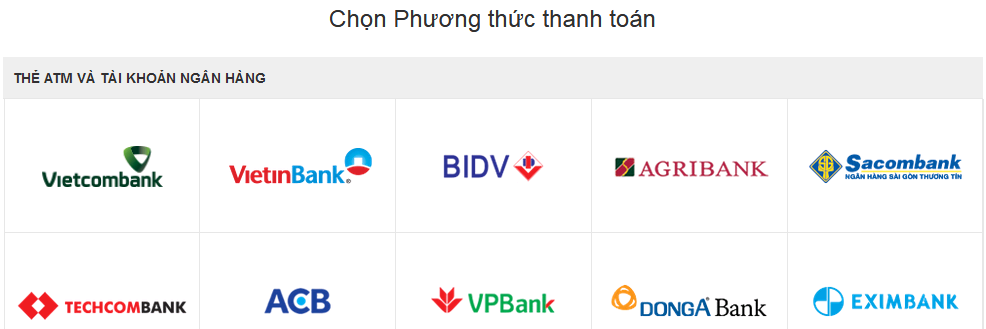 Chọn Phương thức thanh toán
THẺ ATM VÀ TÀI KHOẢN NGÂN HÀNG
Vietcombank
VietinBank®
BIDV
AGRIBANK
Sacombank
NGÂN HÀNG SÀI GÒN THƯƠNG TÍN
TECHCOMBANK
ACB
VPBank
DONGA Bank
EXIMBANK